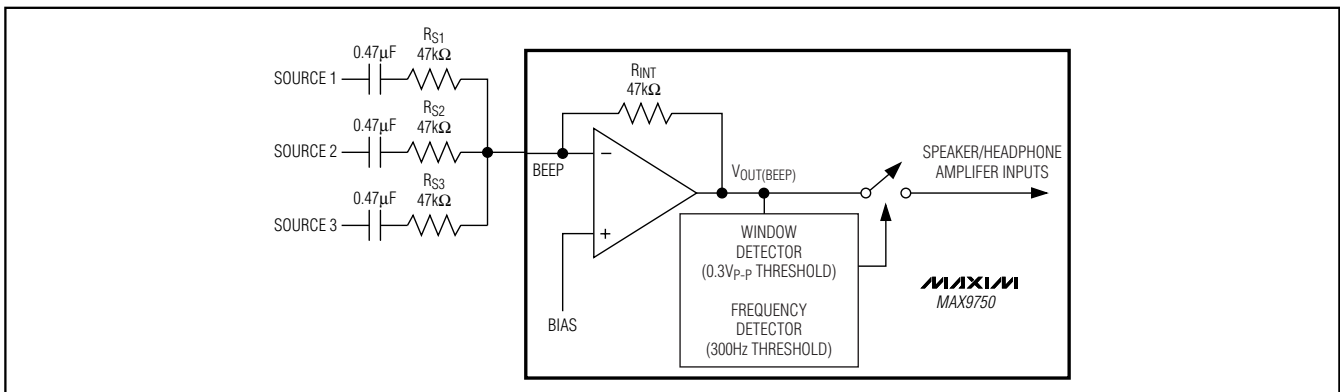 RS1
0.47µF 47kΩ
SOURCE 1
RS2
0.47µF 47kΩ
SOURCE 2
RS3
0.47µF 47kΩ
SOURCE 3
RINT
47kΩ
BEEP
−
+
BIAS
VOUT(BEEP)
WINDOW
DETECTOR
(0.3VP-P THRESHOLD)
FREQUENCY
DETECTOR
(300Hz THRESHOLD)
SPEAKER/HEADPHONE
AMPLIFER INPUTS
MAXIM
MAX9750